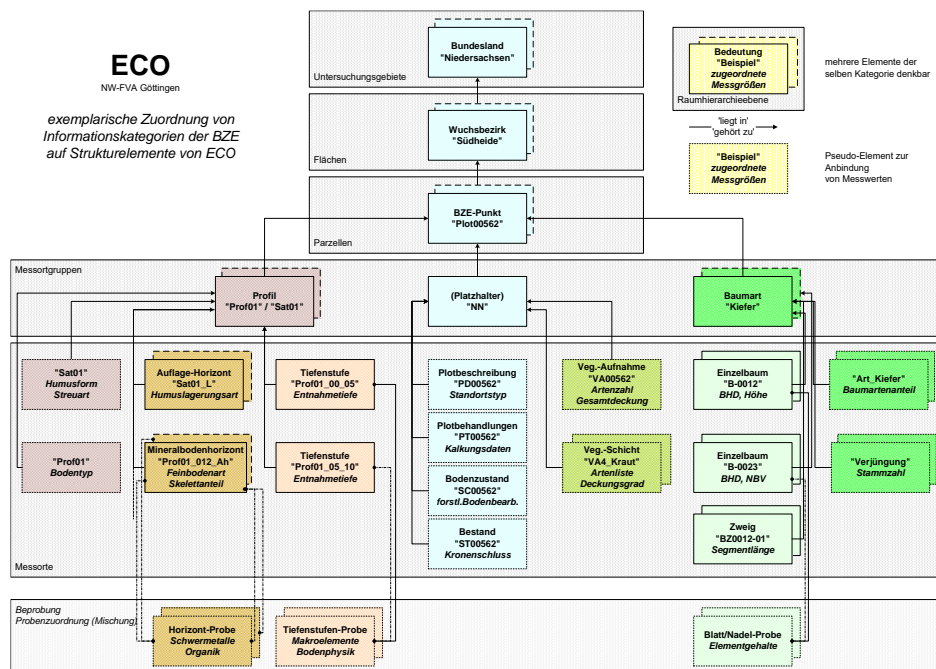 ECO
NW-FVA Göttingen
exemplarische Zuordnung von
Informationskategorien der BZE
auf Strukturelemente von ECO
Bundesland
"Niedersachsen"
Untersuchungsgebiete
Wuchsbezirk
"Südheide"
Flächen
BZE-Punkt
"Plot00562"
Parzellen
Bedeutung
"Beispiel"
zugeordnete
Messgrößen
Raumhierarchieebene
mehrere Elemente der
selben Kategorie denkbar
'liegt in'
'gehört zu'
"Beispiel"
zugeordnete
Messgrößen
Pseudo-Element zur
Anbindung
von Messwerten
Messortgruppen
Profil
"Prof01" / "Sat01"
(Platzhalter)
"NN"
Baumart
"Kiefer"
"Sat01"
Humusform
Streuart
Auflage-Horizont
"Sat01_L"
Humuslagerungsart
Tiefenstufe
"Prof01_00_05"
Entnahmetiefe
Plotbeschreibung
"PD00562"
Standortstyp
Veg.-Aufnahme
"VA00562"
Artenzahl
Gesamtdeckung
Einzelbaum
"B-0012"
BHD, Höhe
"Art_Kiefer"
Baumartenanteil
"Prof01"
Bodentyp
Mineralbodenhorizont
"Prof01_012_Ah"
Feinbodenart
Skelettanteil
Tiefenstufe
"Prof01_05_10"
Entnahmetiefe
Plotbehandlungen
"PT00562"
Kalkungsdaten
Veg.-Schicht
"VA4_Kraut"
Artenliste
Deckungsgrad
Einzelbaum
"B-0023"
BHD, NBV
"Verjüngung"
Stammzahl
Bodenzustand
"SC00562"
forstl.Bodenbearb.
Bestand
"ST00562"
Kronenschluss
Zweig
"BZ0012-01"
Segmentlänge
Messorte
Beprobung
Probenzuordnung (Mischung)
Horizont-Probe
Schwermetalle
Organik
Tiefenstufen-Probe
Makroelemente
Bodenphysik
Blatt/Nadel-Probe
Elementgehalte